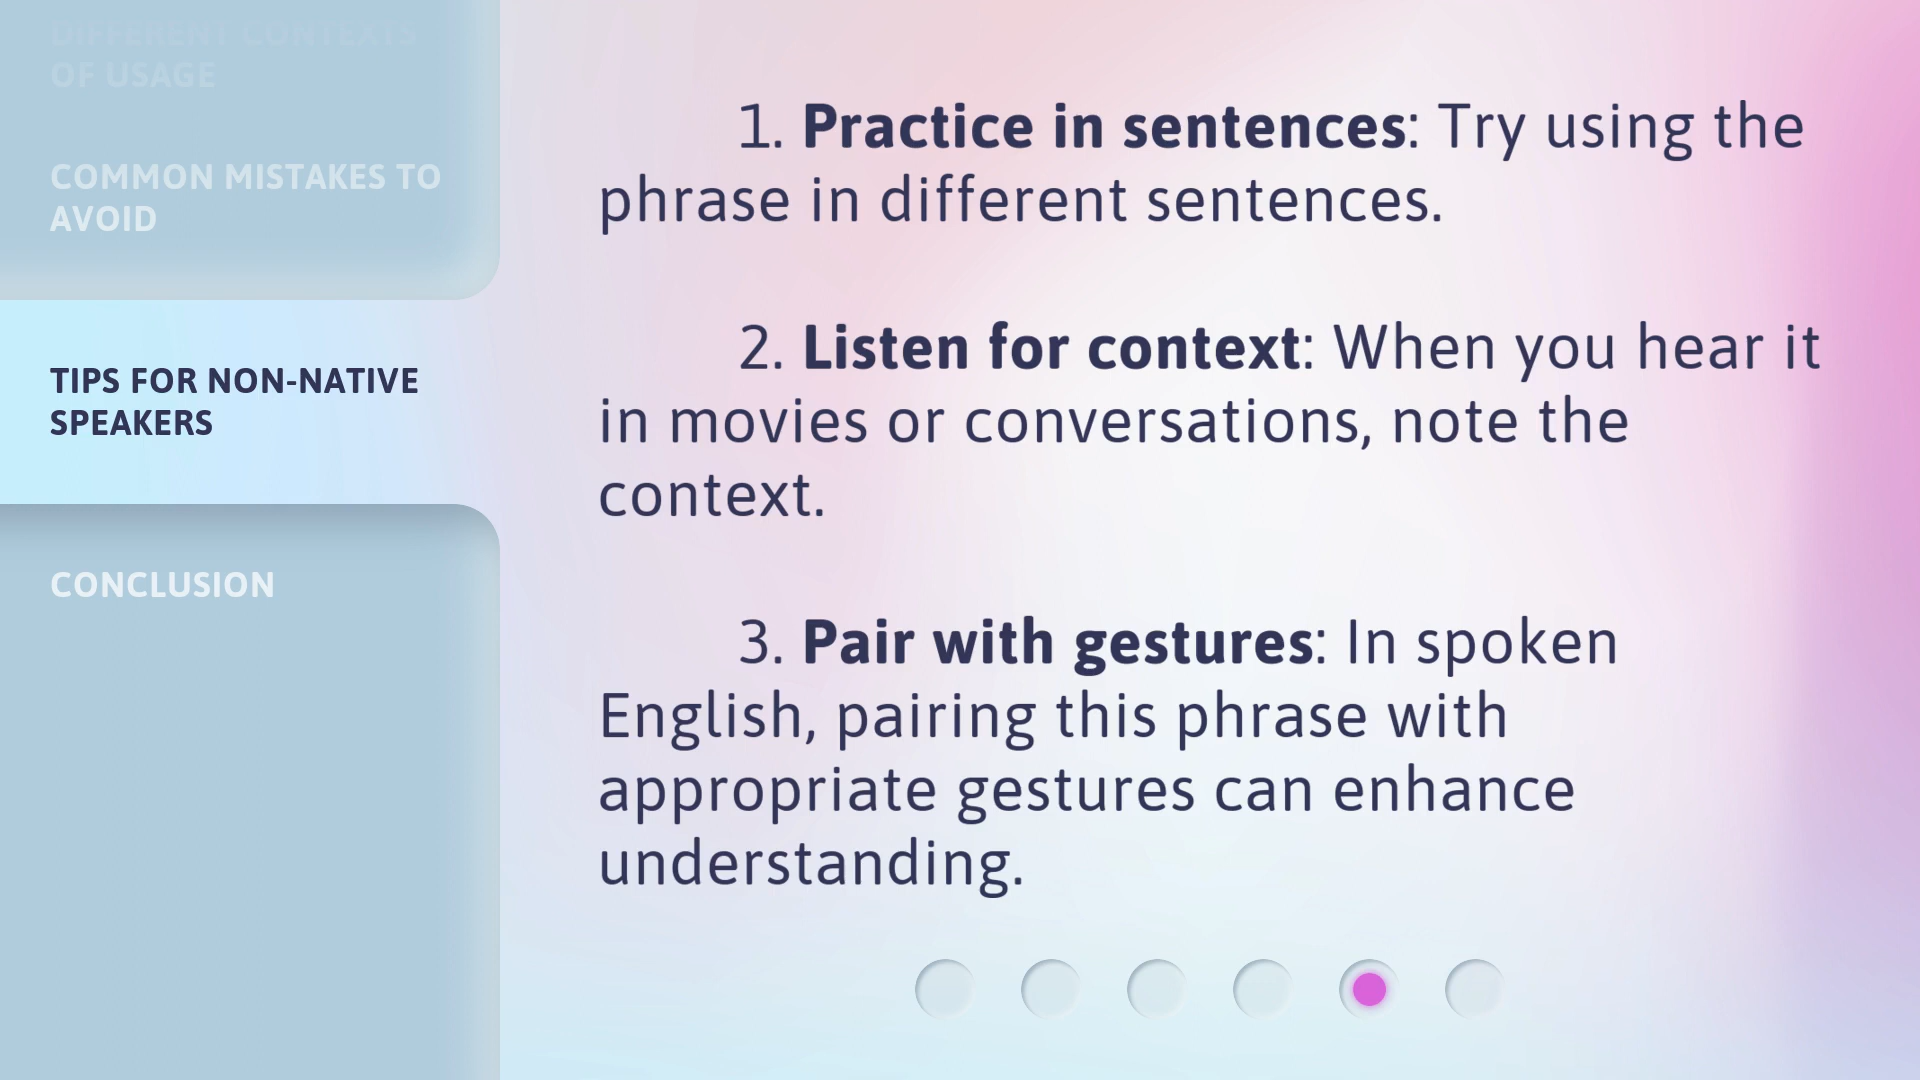 DIFFERENT CONTEXTS
OF USAGE
COMMON MISTAKES TO
AVOID
TIPS FOR NON-NATIVE
SPEAKERS
CONCLUSION
1. Practice in sentences: Try using the
phrase in different sentences.
2. Listen for context: When you hear it
in movies or conversations, note the
context.
3. Pair with gestures: In spoken
English, pairing this phrase with
appropriate gestures can enhance
understanding.